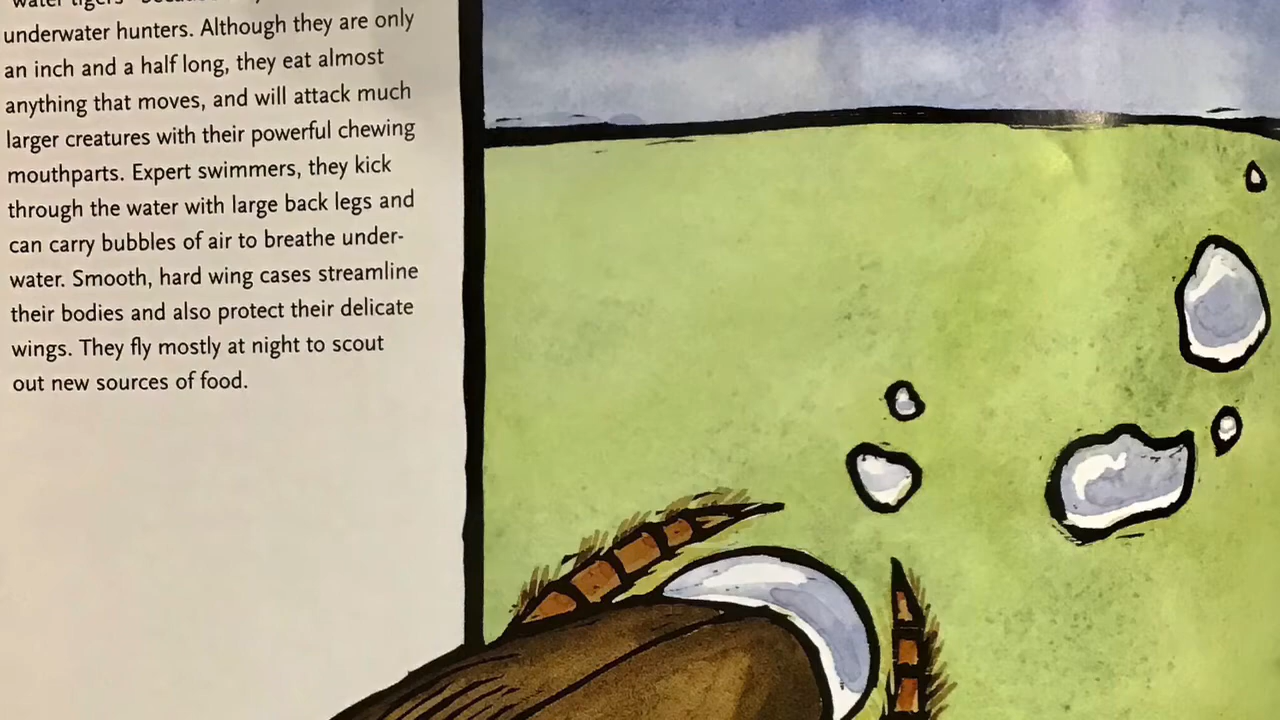 water tigers"
underwater hunters. Although they are only
an inch and a half long, they eat almost
anything that moves, and will attack much
larger creatures with their powerful chewing
mouthparts. Expert swimmers, they kick
through the water with large back legs and
can carry bubbles of air to breathe under-
water. Smooth, hard wing cases streamline
their bodies and also protect their delicate
wings. They fly mostly at night to scout
out new sources of food.